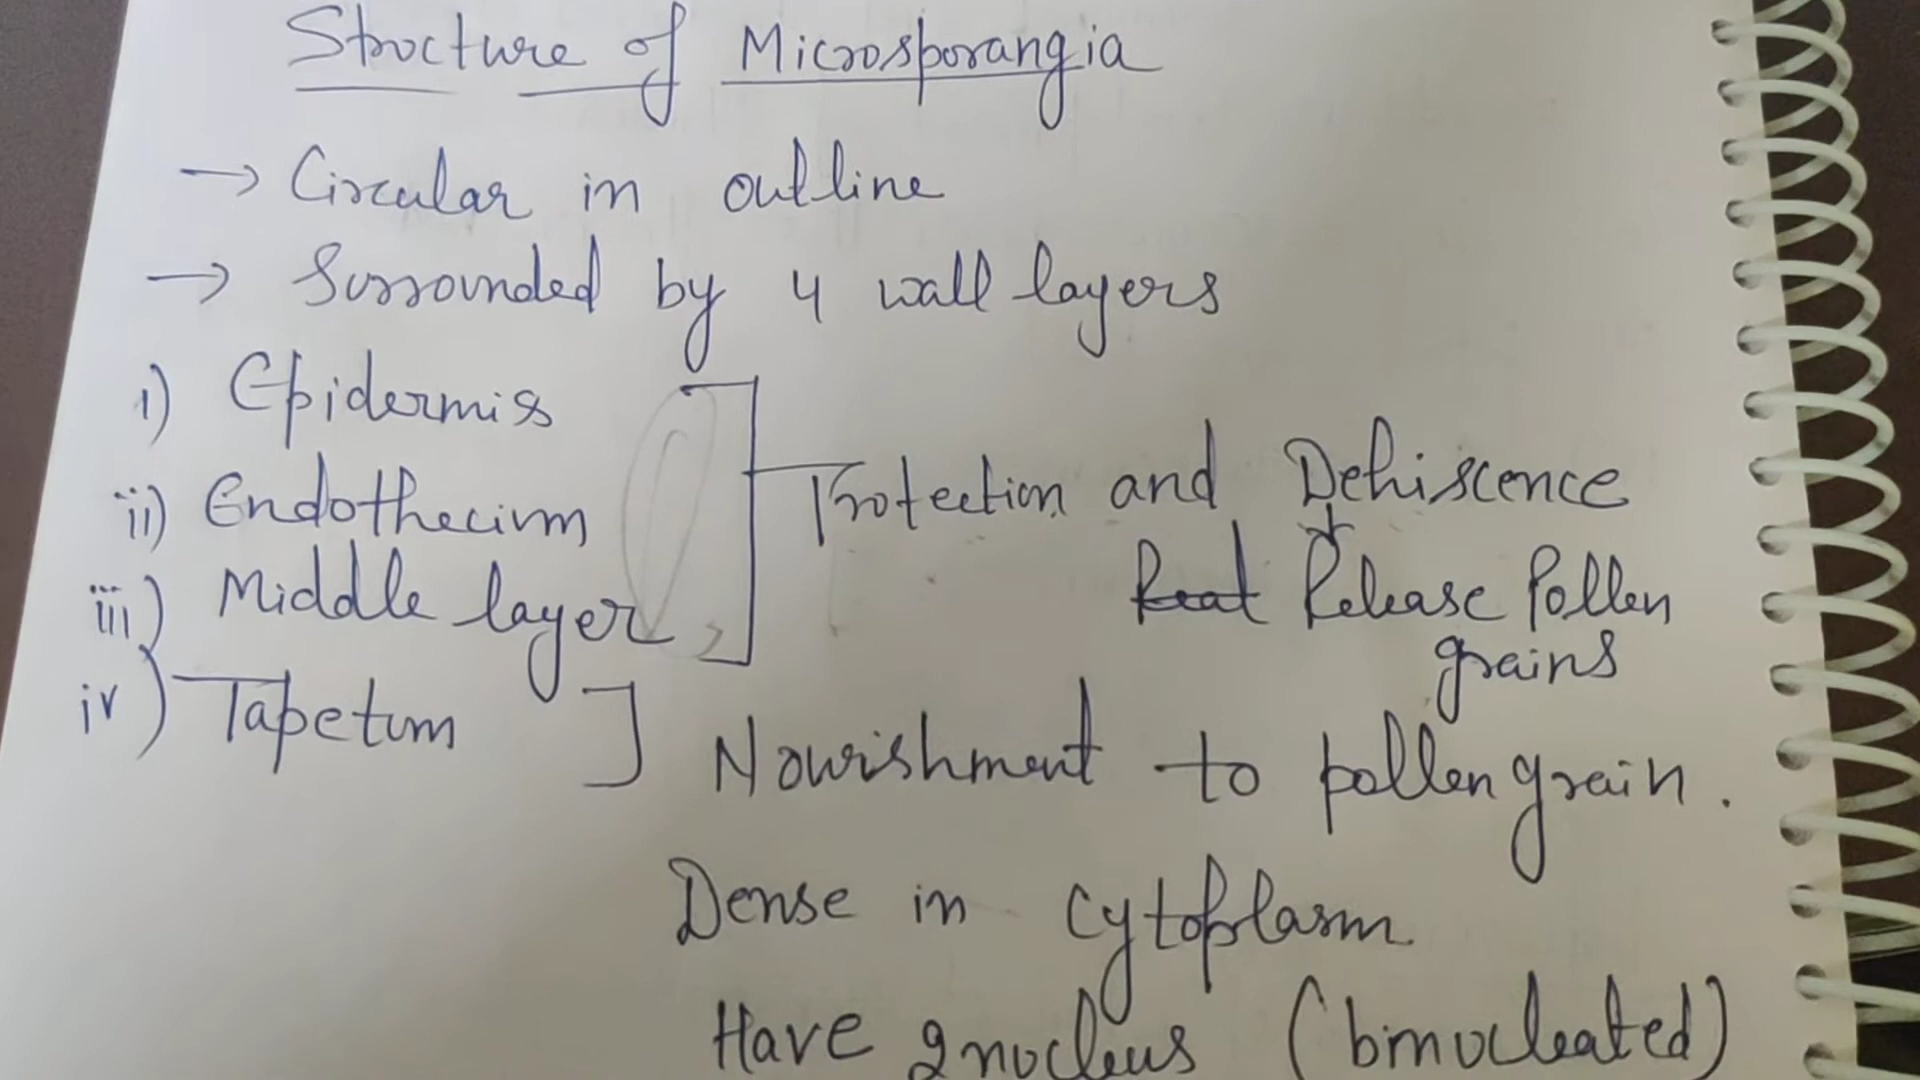 Structure of Microsporangia
→ Circular in outline
→ Surrounded by 4 wall layers
i) Epidermis
ii) Endothecium
iii) Middle layer
Protection and Dehiscence
Release Pollen
grains
iv) Tapetum ] Nourishment to pollen grain.
Dense in cytoplasm
Have 2 nucleus (binucleated)